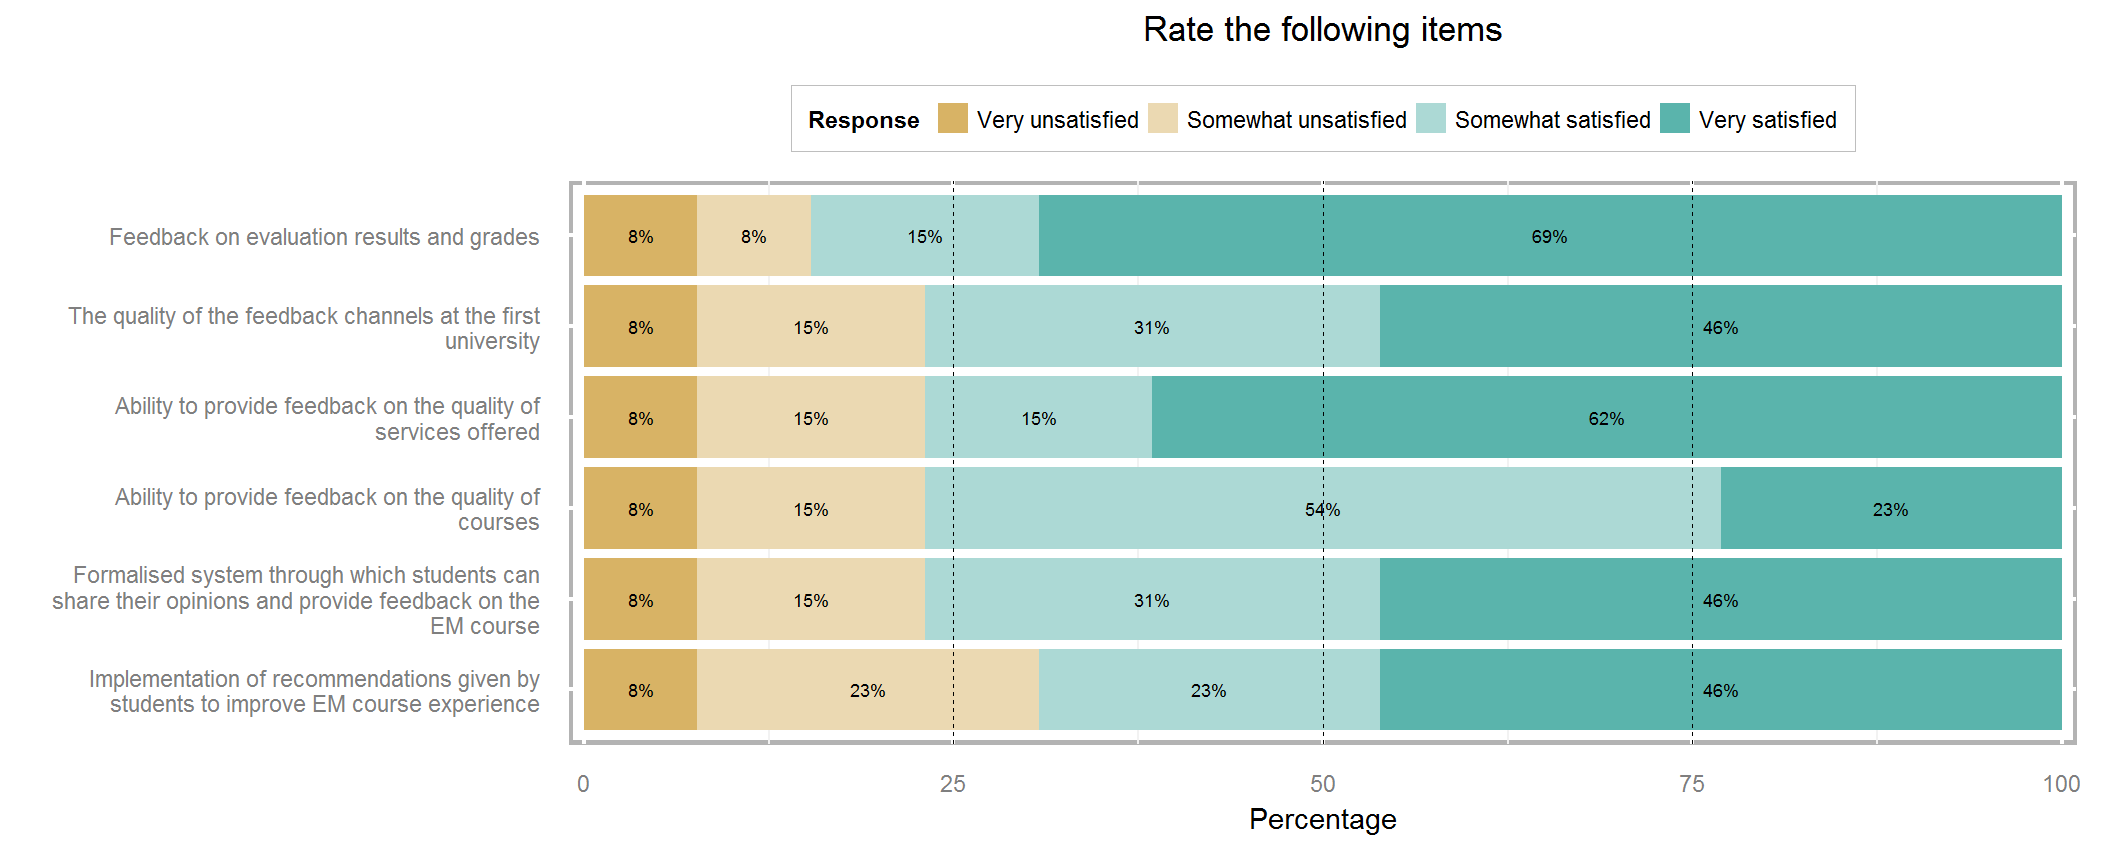 Rate the following items
Response Very unsatisfied Somewhat unsatisfied Somewhat satisfied Very satisfied
Feedback on evaluation results and grades
8% 8% 15% 69%
The quality of the feedback channels at the first
university
8% 15% 31% 46%
Ability to provide feedback on the quality of
services offered
8% 15% 15% 62%
Ability to provide feedback on the quality of
courses
8% 15% 54% 23%
Formalised system through which students can
share their opinions and provide feedback on the
EM course
8% 15% 31% 46%
Implementation of recommendations given by
students to improve EM course experience
8% 23% 23% 46%
0 25 50 75 100
Percentage